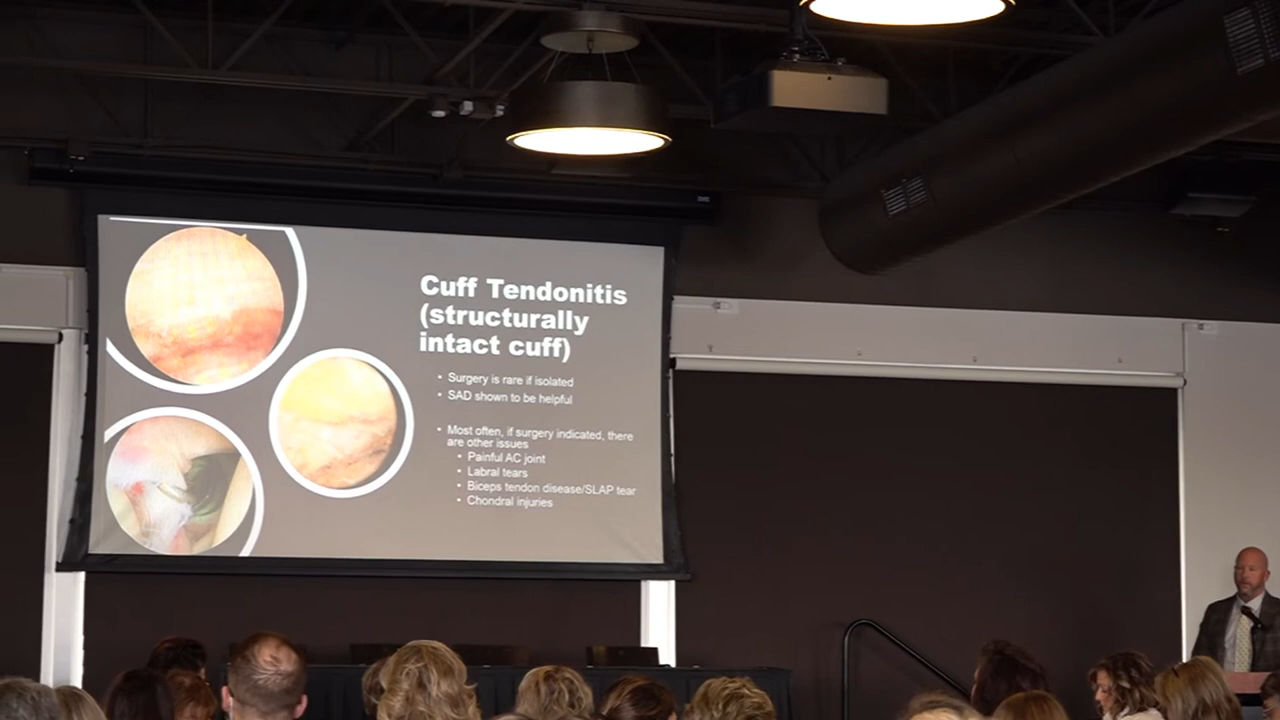 Cuff Tendonitis
(structurally
intact cuff)
• Surgery is rare if isolated
• SAD shown to be helpful
• Most often, if surgery indicated, there
are other issues
• Painful AC joint
• Labral tears
• Biceps tendon disease/SLAP tear
• Chondral injuries